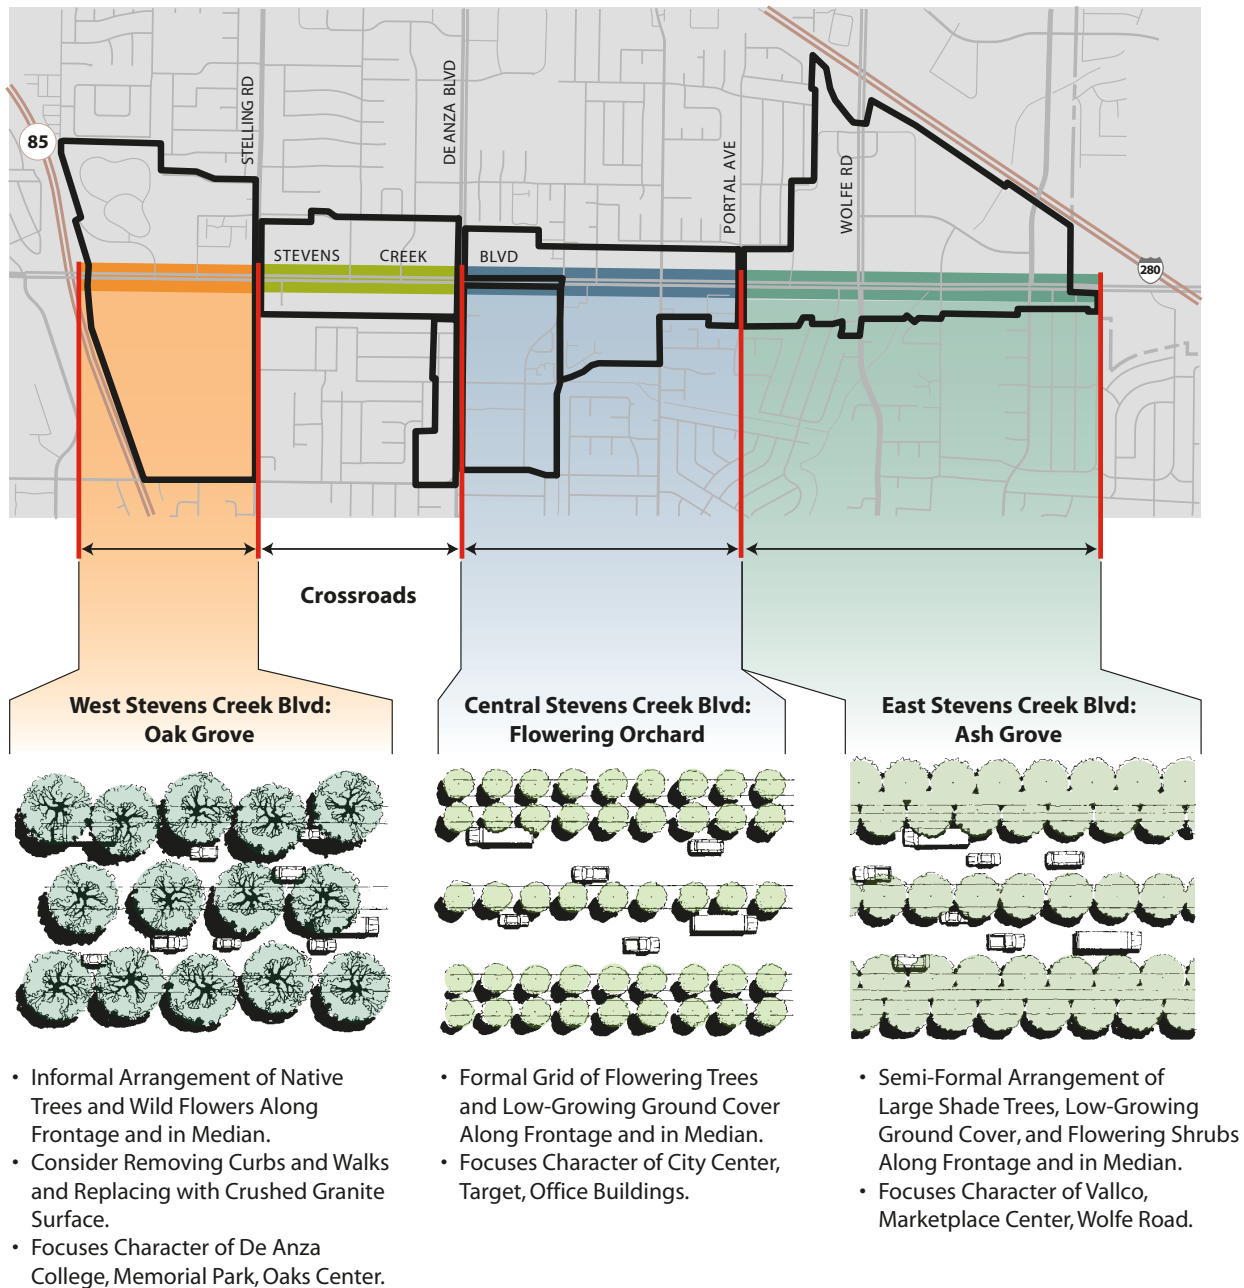 85
STELLING RD
DE ANZA BLVD
PORTAL AVE
WOLFE RD
STEVENS CREEK BLVD
280
Crossroads
West Stevens Creek Blvd:
Oak Grove
Central Stevens Creek Blvd:
Flowering Orchard
East Stevens Creek Blvd:
Ash Grove
• Informal Arrangement of Native
Trees and Wild Flowers Along
Frontage and in Median.
• Consider Removing Curbs and Walks
and Replacing with Crushed Granite
Surface.
• Focuses Character of De Anza
College, Memorial Park, Oaks Center.
• Formal Grid of Flowering Trees
and Low-Growing Ground Cover
Along Frontage and in Median.
• Focuses Character of City Center,
Target, Office Buildings.
• Semi-Formal Arrangement of
Large Shade Trees, Low-Growing
Ground Cover, and Flowering Shrubs
Along Frontage and in Median.
• Focuses Character of Vallco,
Marketplace Center, Wolfe Road.